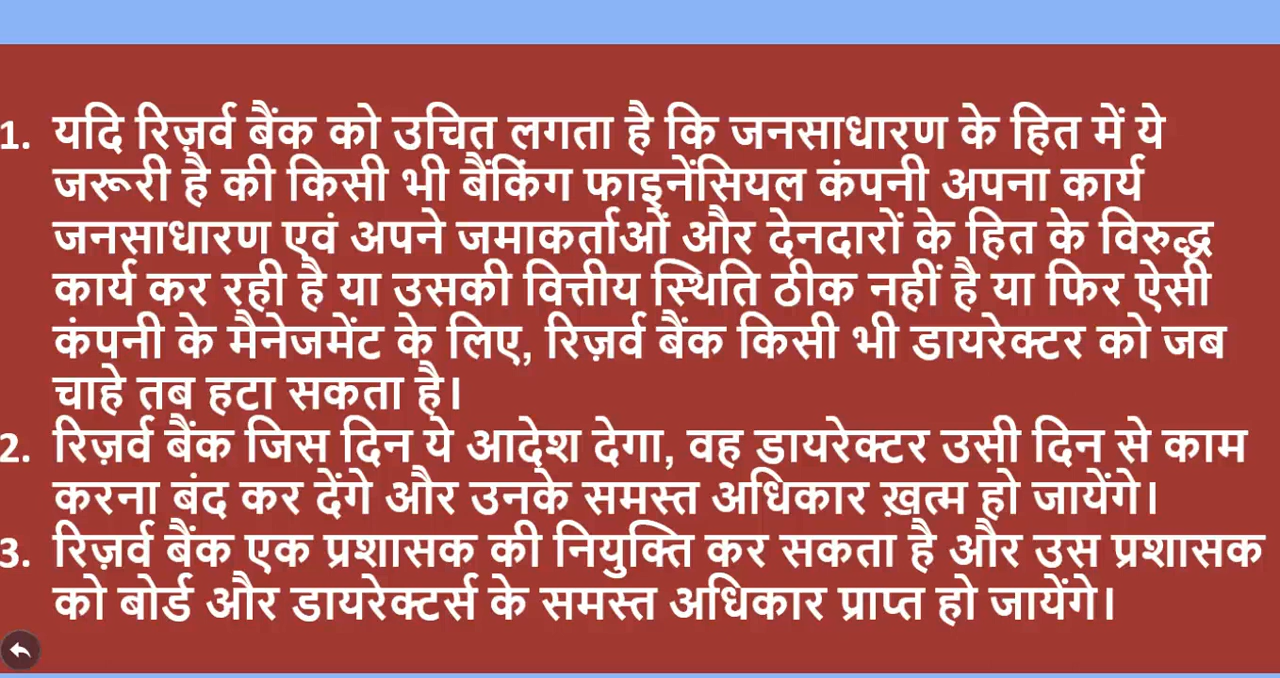 1. यदि रिज़र्व बैंक को उचित लगता है कि जनसाधारण के हित में ये
जरूरी है की किसी भी बैंकिंग फाइनेंसियल कंपनी अपना कार्य
जनसाधारण एवं अपने जमाकर्ताओं और देनदारों के हित के विरुद्ध
कार्य कर रही है या उसकी वित्तीय स्थिति ठीक नहीं है या फिर ऐसी
कंपनी के मैनेजमेंट के लिए, रिज़र्व बैंक किसी भी डायरेक्टर को जब
चाहे तब हटा सकता है।
2. रिज़र्व बैंक जिस दिन ये आदेश देगा, वह डायरेक्टर उसी दिन से काम
करना बंद कर देंगे और उनके समस्त अधिकार ख़त्म हो जायेंगे।
3. रिज़र्व बैंक एक प्रशासक की नियुक्ति कर सकता है और उस प्रशासक
को बोर्ड और डायरेक्टर्स के समस्त अधिकार प्राप्त हो जायेंगे।